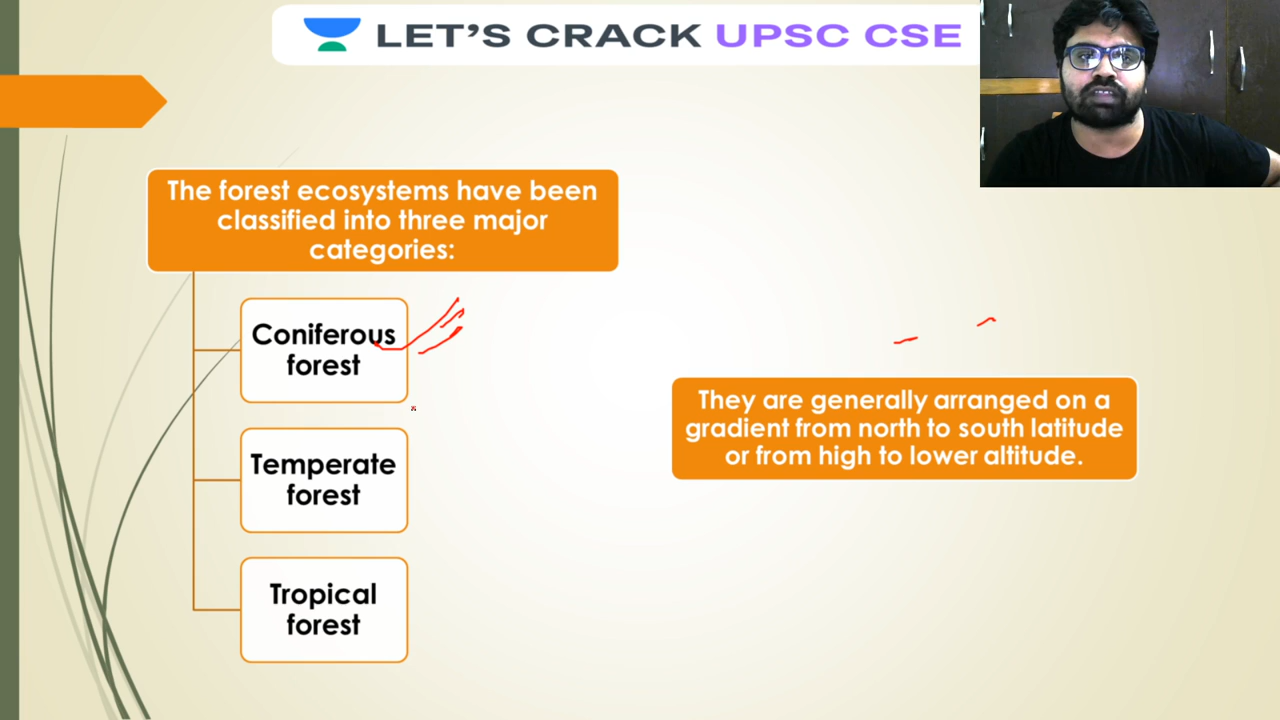 LET'S CRACK UPSC CSE
The forest ecosystems have been
classified into three major
categories:
Coniferous
forest
Temperate
forest
Tropical
forest
They are generally arranged on a
gradient from north to south latitude
or from high to lower altitude.